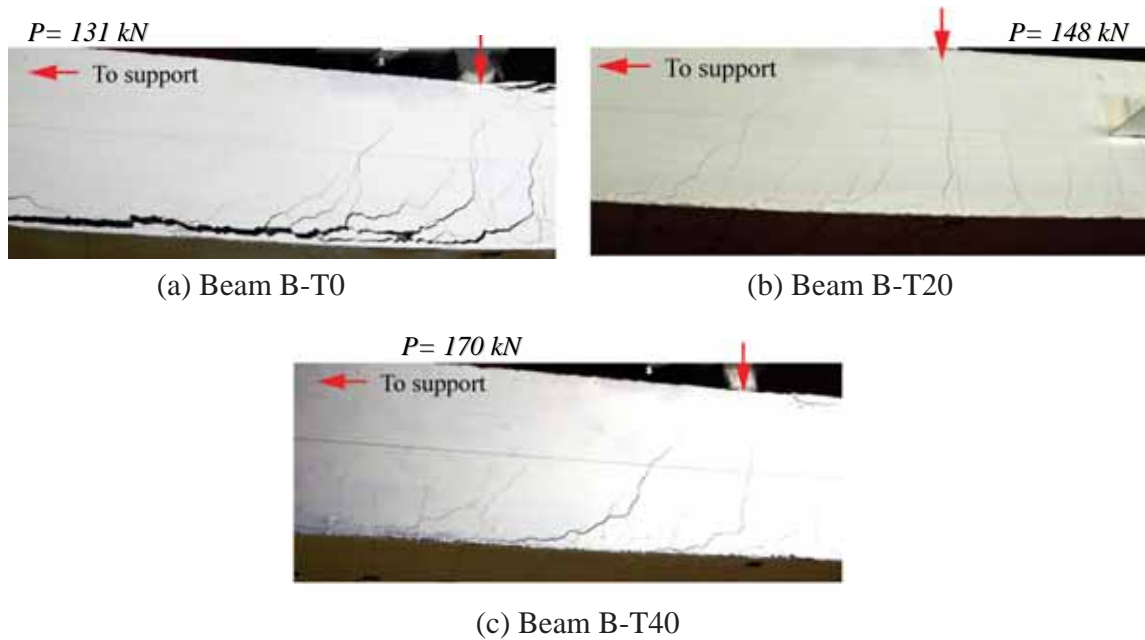 P= 131 kN
To support
(a) Beam B-T0
P= 148 kN
To support
(b) Beam B-T20
P= 170 kN
To support
(c) Beam B-T40